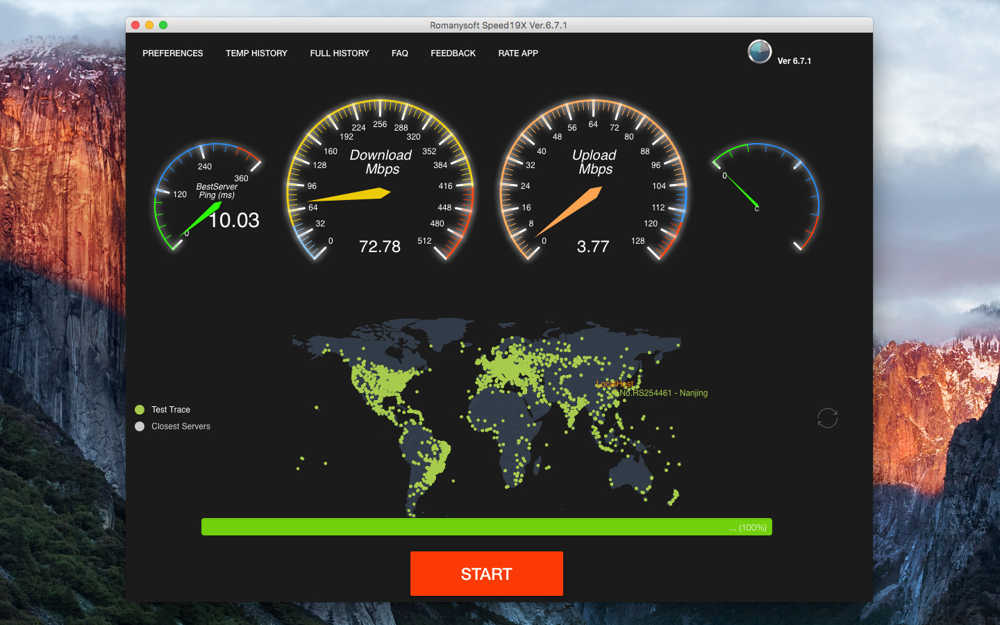 Romanysoft Speed19X Ver.6.7.1
PREFERENCES TEMP HISTORY FULL HISTORY FAQ FEEDBACK RATE APP
Ver 6.7.1
0
120
240
360
BestServer
Ping (ms)
10.03
0
32
64
96
128
160
192
224
256
288
320
352
384
416
448
480
512
Download
Mbps
72.78
0
8
16
24
32
40
48
56
64
72
80
88
96
104
112
120
128
Upload
Mbps
3.77
0
c
LocalHost
No.RS254461 - Nanjing
Test Trace
Closest Servers
... (100%)
START